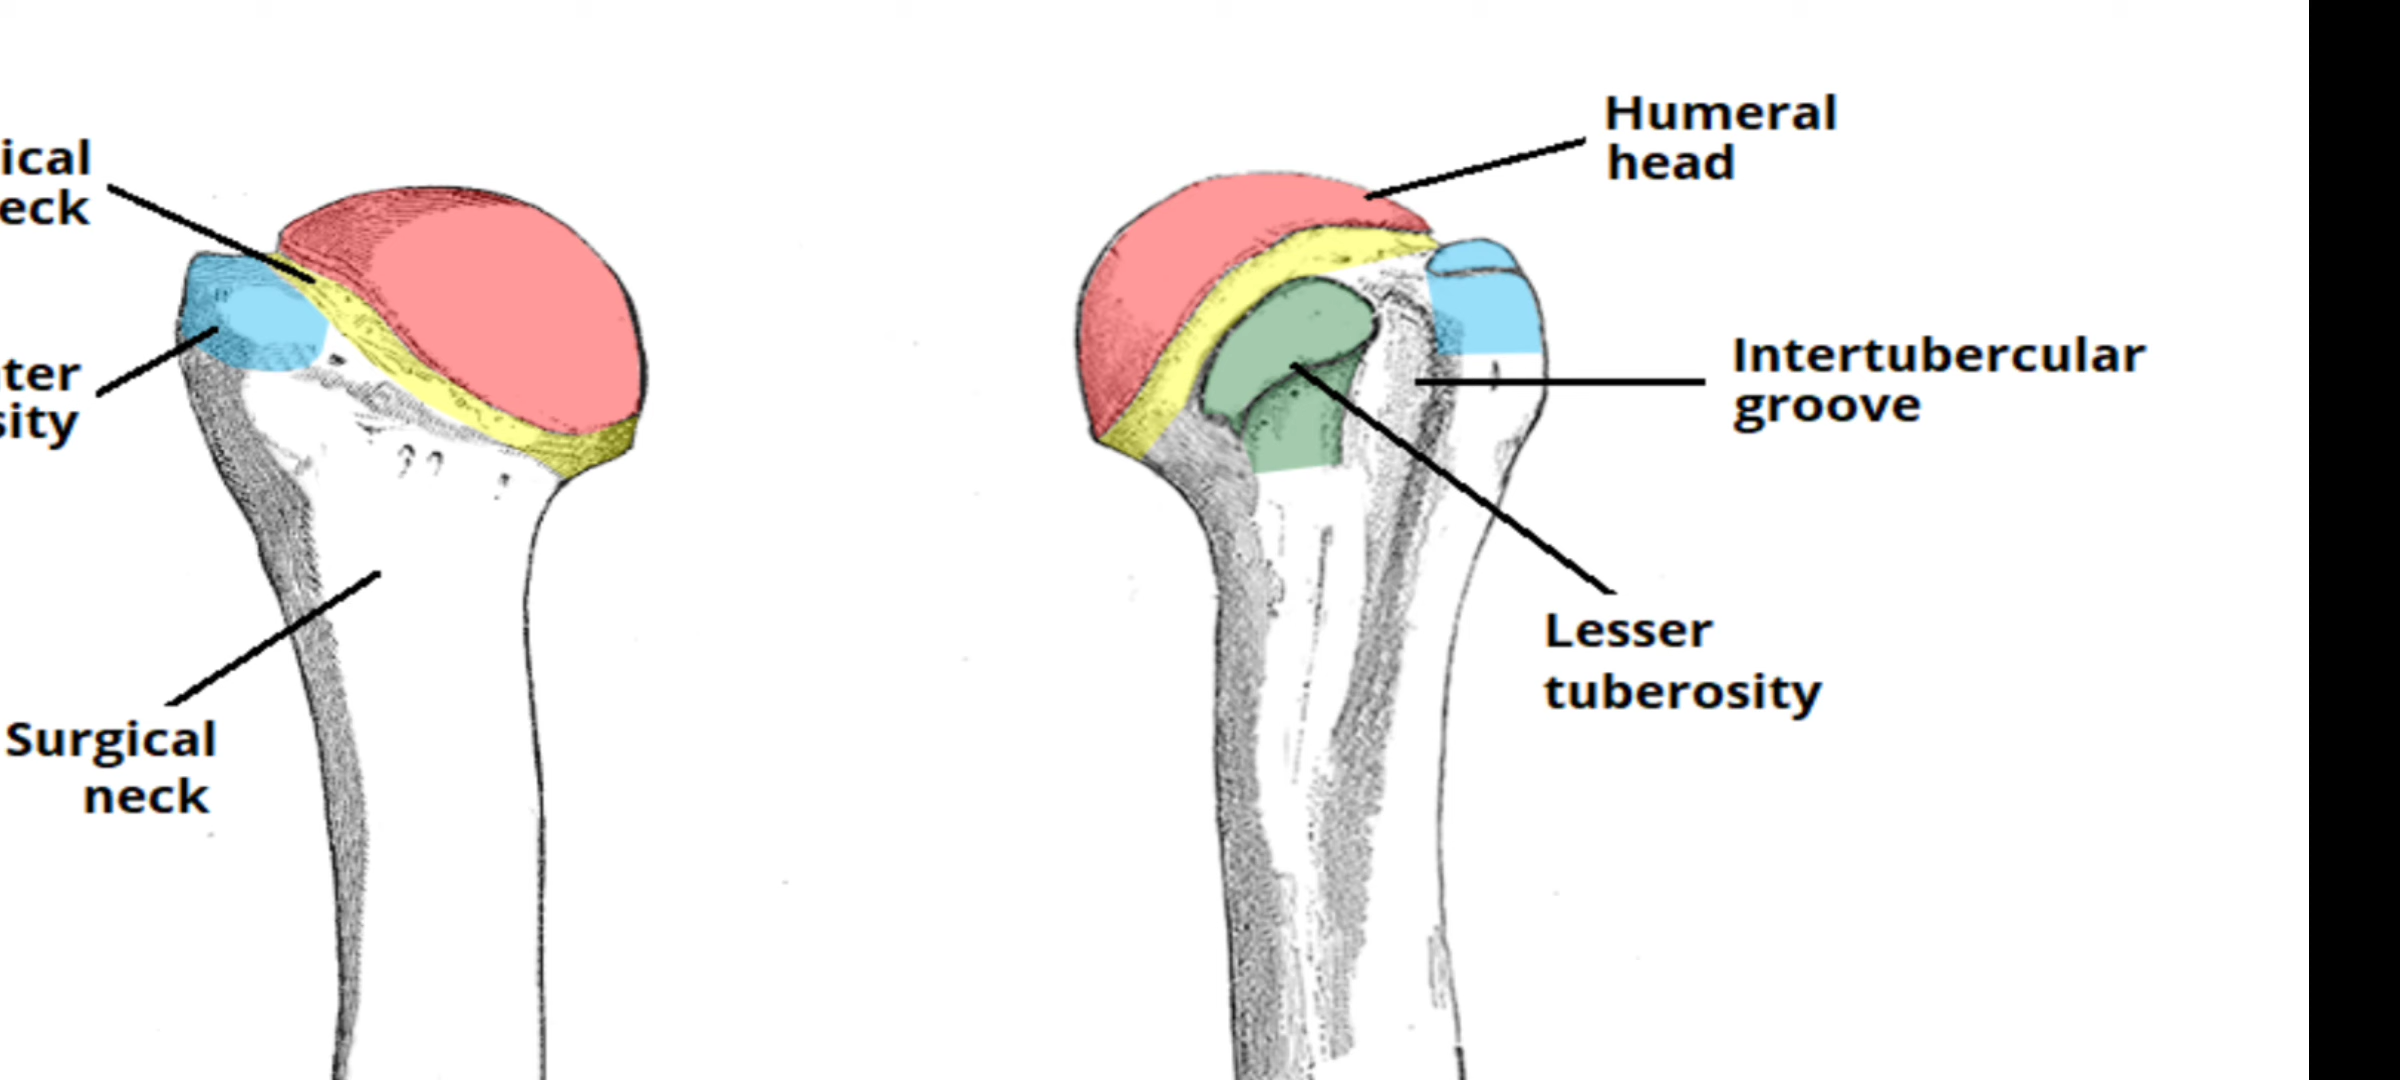 ical
eck
ter
sity
Surgical
neck
Humeral
head
Intertubercular
groove
Lesser
tuberosity